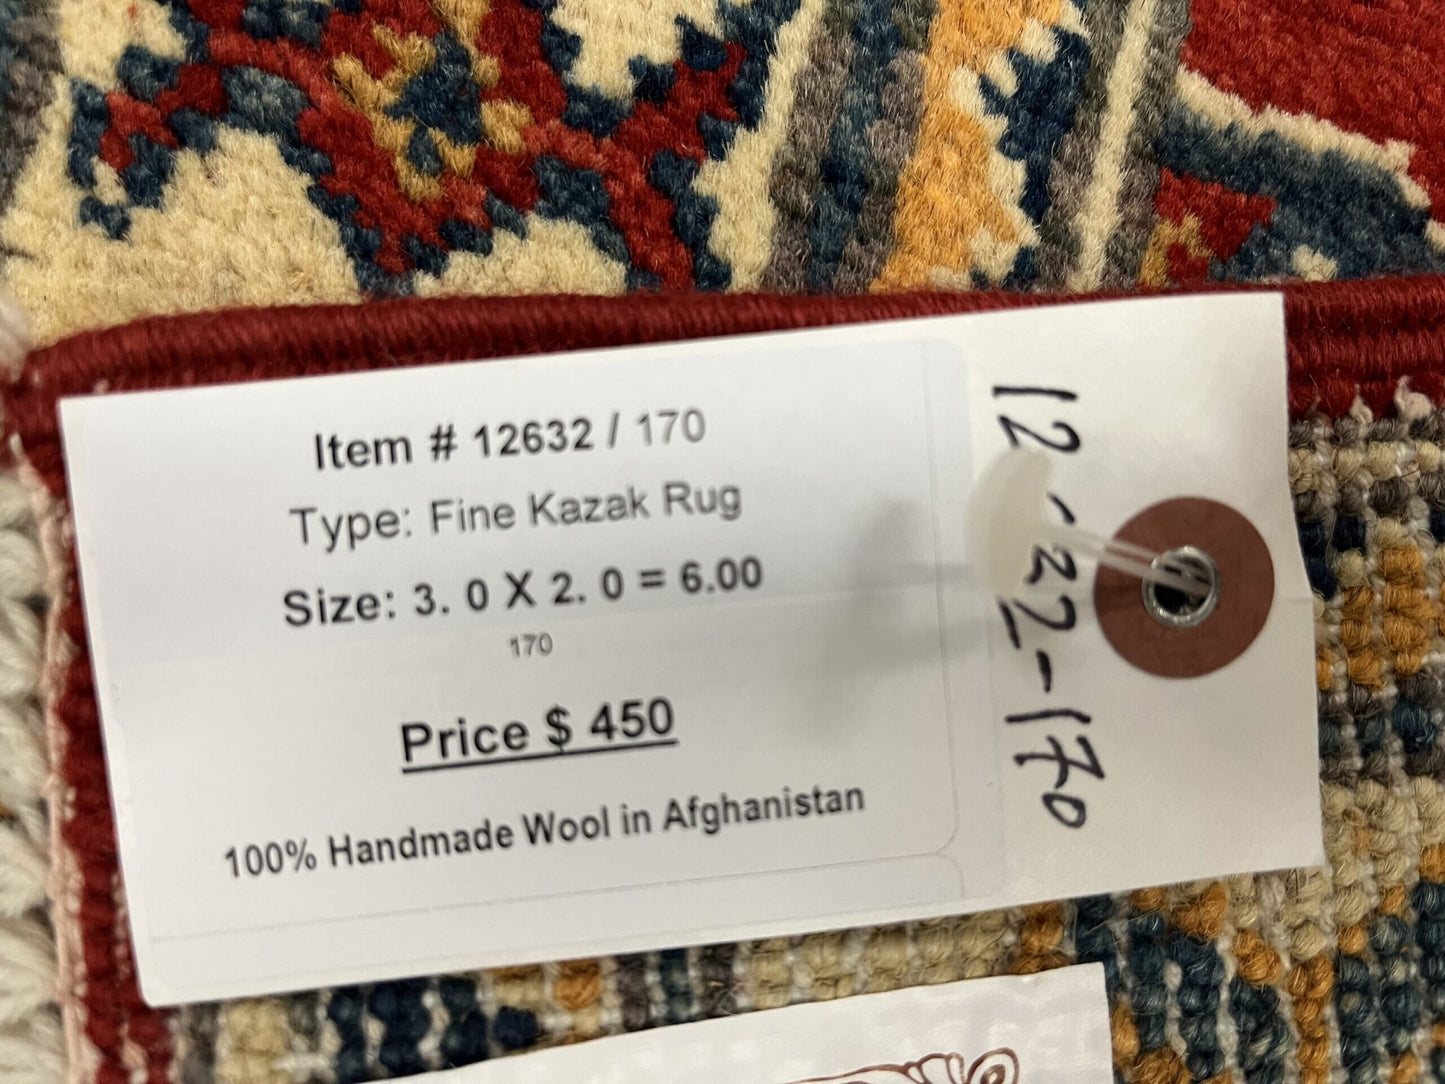 Item # 12632 / 170
Type: Fine Kazak Rug
Size: 3. 0 X 2. 0 = 6.00
170
Price $ 450
100% Handmade Wool in Afghanistan
12-22-170